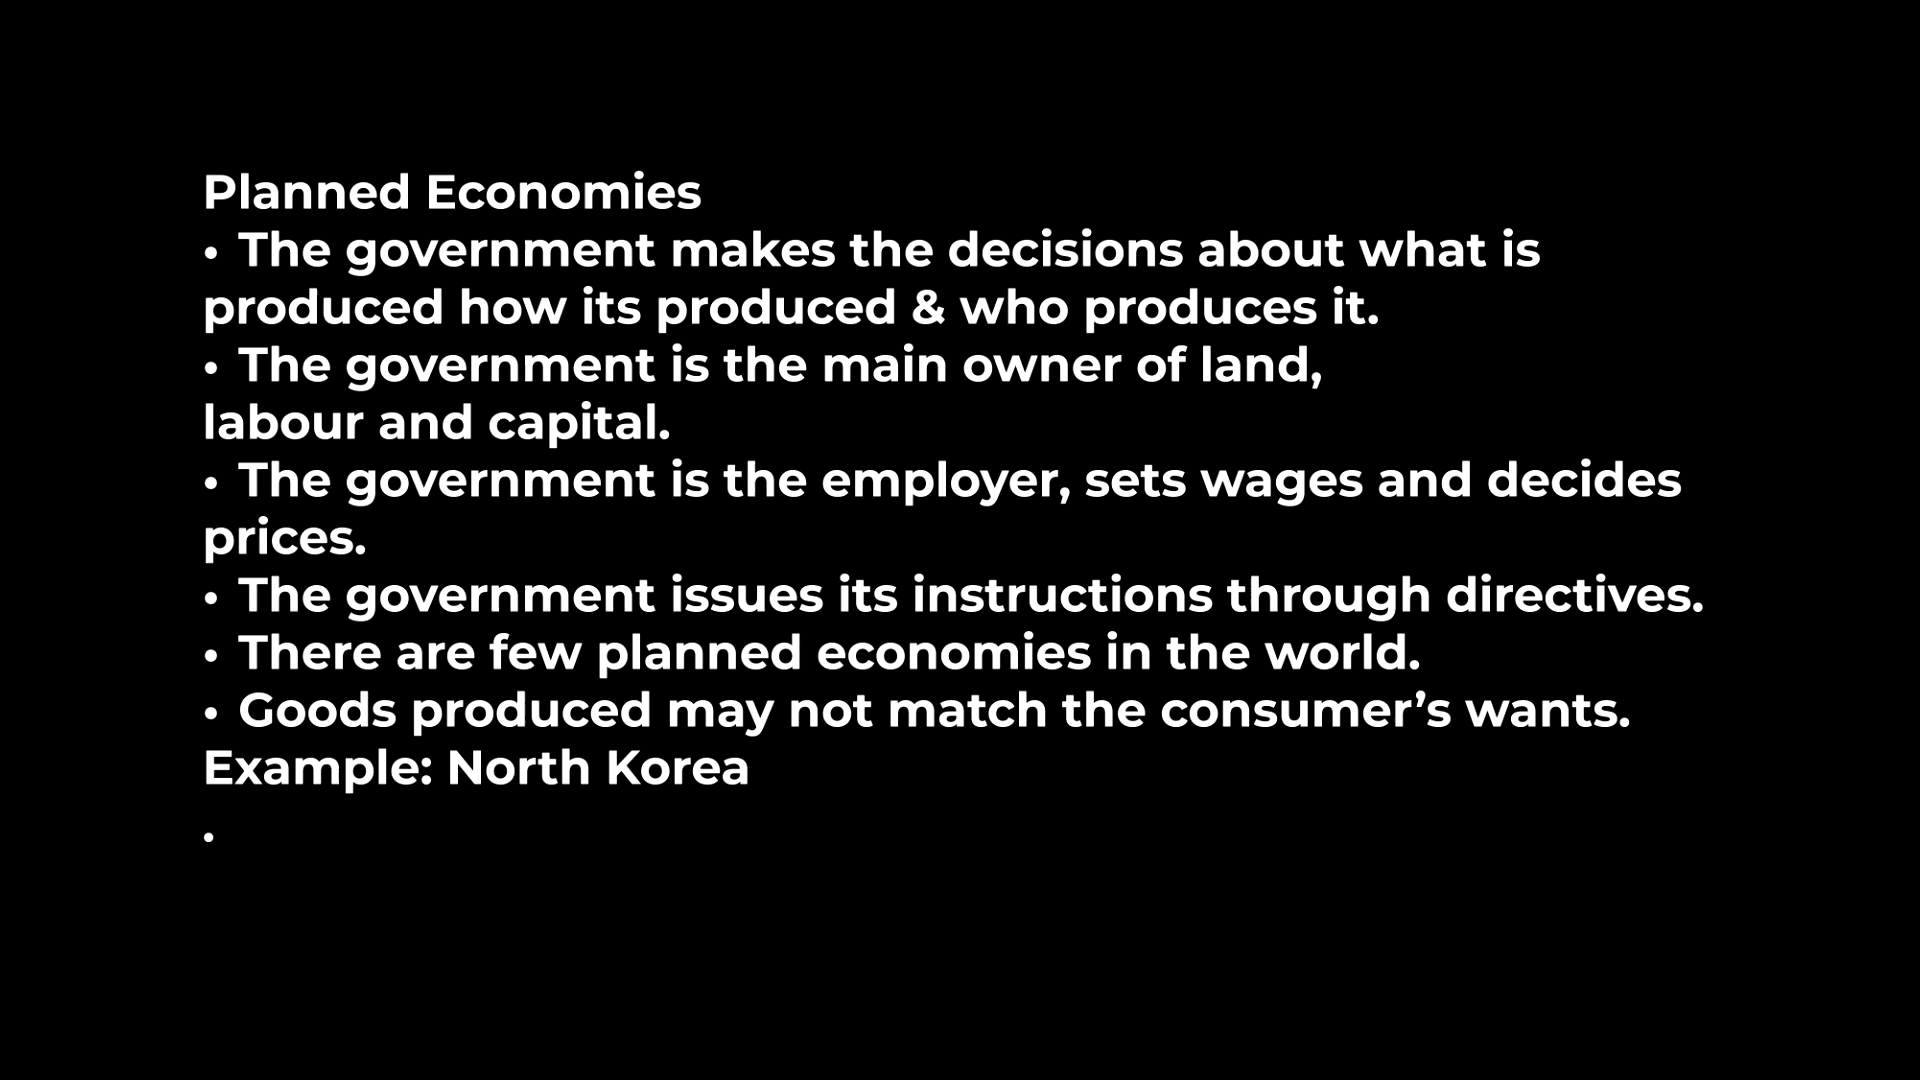 Planned Economies
• The government makes the decisions about what is
produced how its produced & who produces it.
• The government is the main owner of land,
labour and capital.
• The government is the employer, sets wages and decides
prices.
• The government issues its instructions through directives.
• There are few planned economies in the world.
• Goods produced may not match the consumer’s wants.
Example: North Korea
.